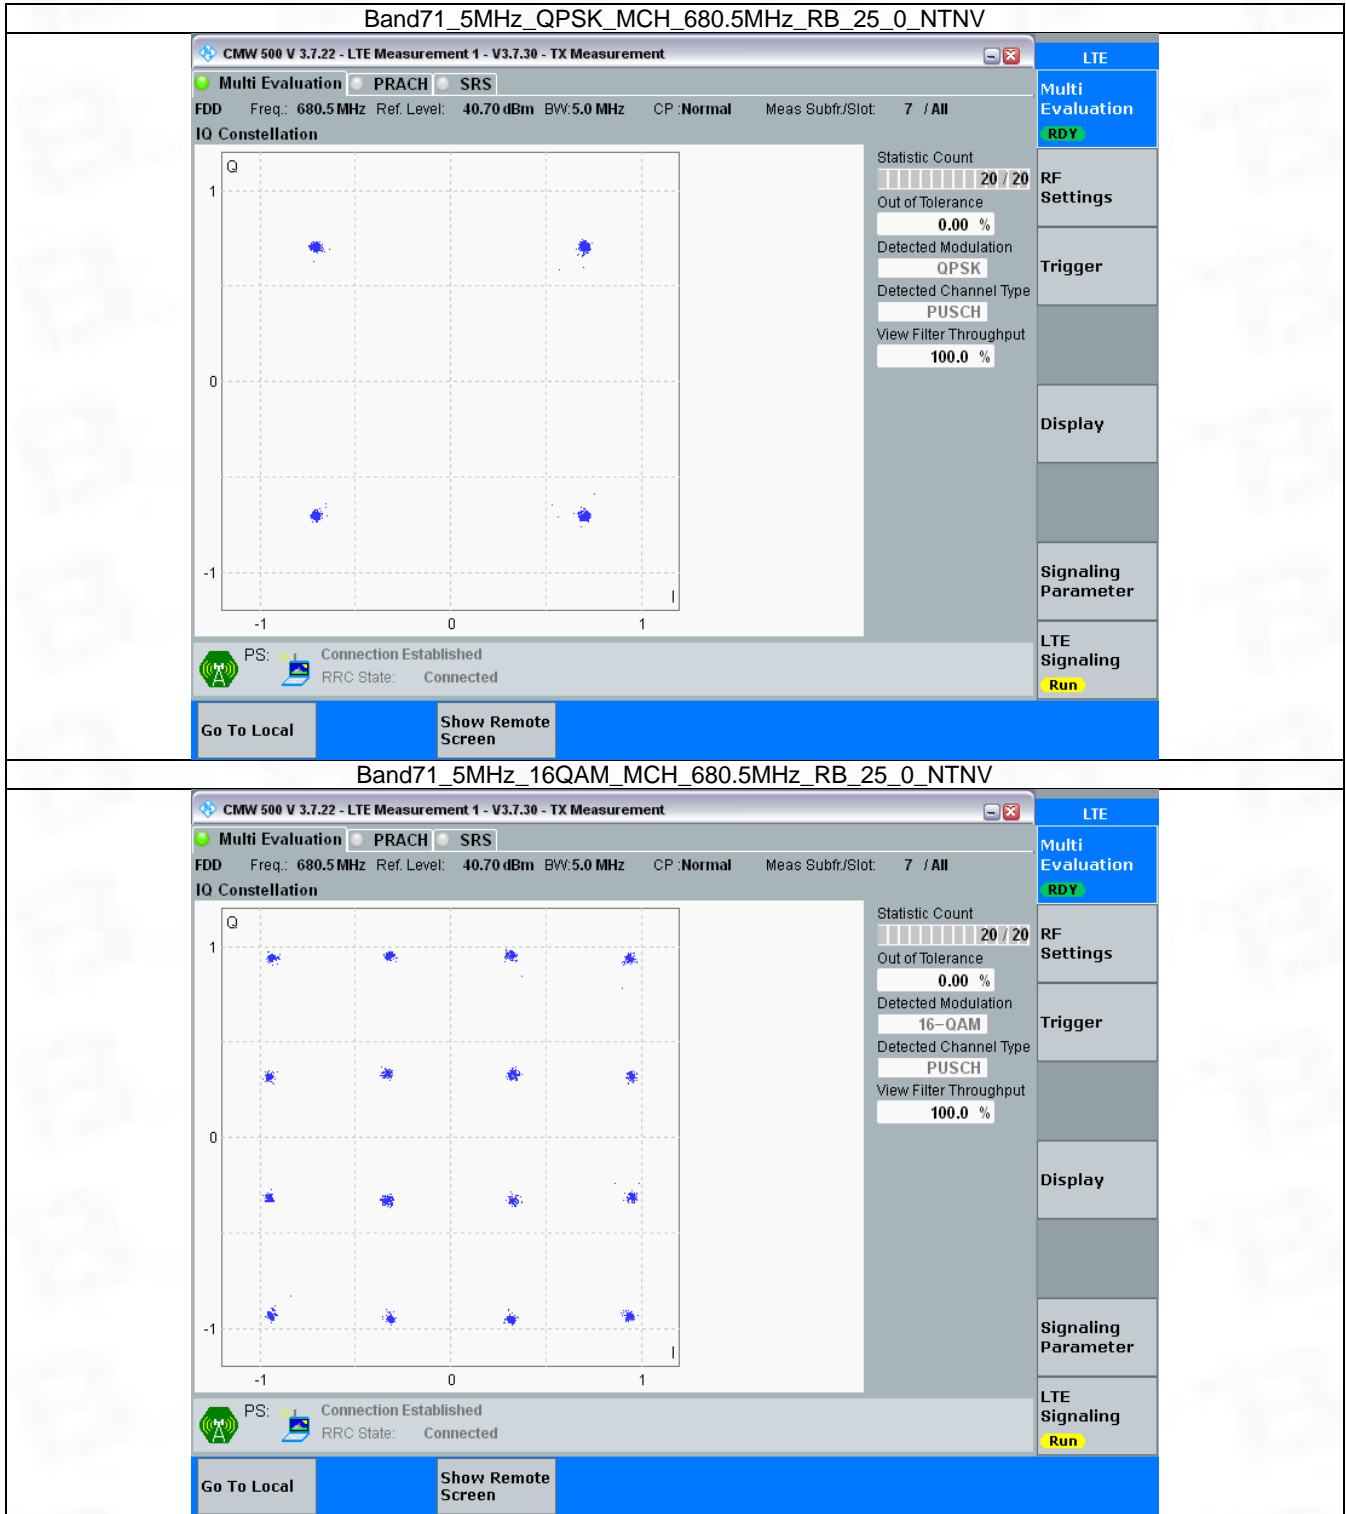 Band71_5MHz_QPSK_MCH_680.5MHz_RB_25_0_NTNV
CMW 500 V 3.7.22 - LTE Measurement 1 - V3.7.30 - TX Measurement
LTE
Multi Evaluation PRACH SRS
Multi
Evaluation
RDY
FDD Freq.: 680.5 MHz Ref. Level: 40.70 dBm BW:5.0 MHz CP :Normal Meas Subfr./Slot: 7 / All
IQ Constellation
Q
1
0
-1
-1 0 1
I
Statistic Count
20 / 20
Out of Tolerance
0.00 %
Detected Modulation
QPSK
Detected Channel Type
PUSCH
View Filter Throughput
100.0 %
RF
Settings
Trigger
Display
Signaling
Parameter
LTE
Signaling
Run
PS: Connection Established
RRC State: Connected
Go To Local
Show Remote
Screen
Band71_5MHz_16QAM_MCH_680.5MHz_RB_25_0_NTNV
CMW 500 V 3.7.22 - LTE Measurement 1 - V3.7.30 - TX Measurement
LTE
Multi Evaluation PRACH SRS
Multi
Evaluation
RDY
FDD Freq.: 680.5 MHz Ref. Level: 40.70 dBm BW:5.0 MHz CP :Normal Meas Subfr./Slot: 7 / All
IQ Constellation
Q
1
0
-1
-1 0 1
I
Statistic Count
20 / 20
Out of Tolerance
0.00 %
Detected Modulation
16-QAM
Detected Channel Type
PUSCH
View Filter Throughput
100.0 %
RF
Settings
Trigger
Display
Signaling
Parameter
LTE
Signaling
Run
PS: Connection Established
RRC State: Connected
Go To Local
Show Remote
Screen